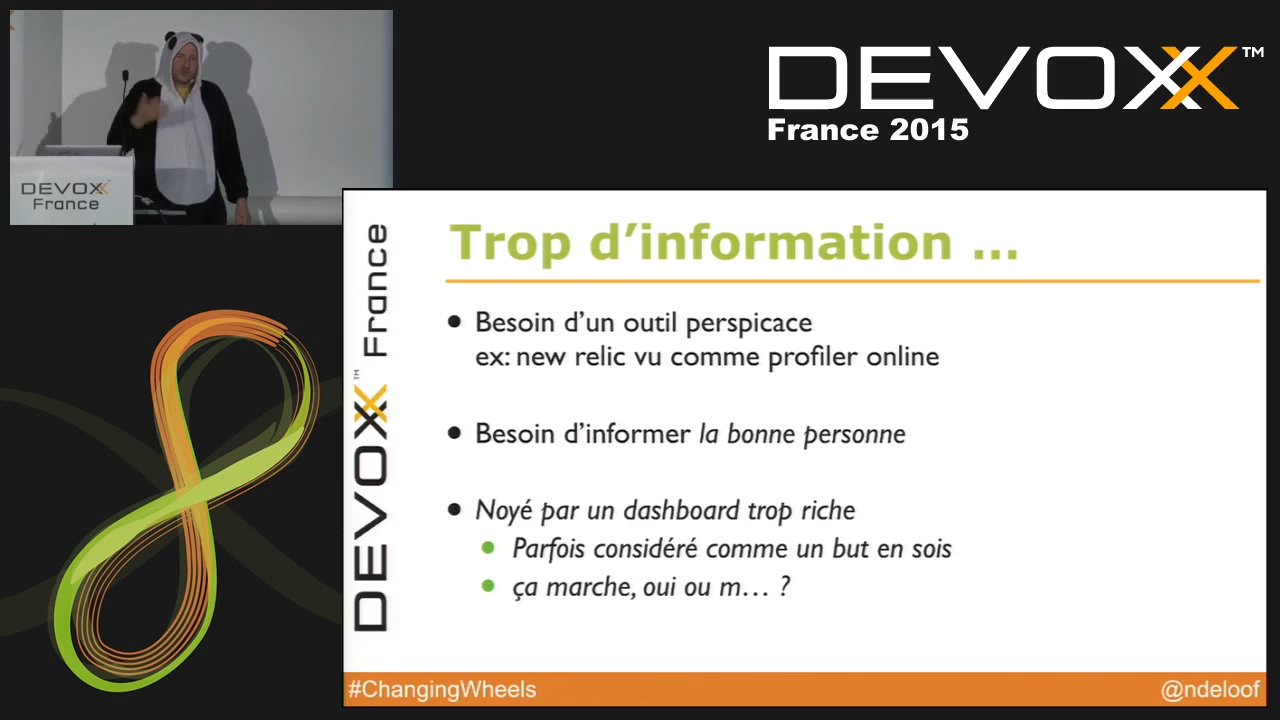 DEVOXX™
France 2015
DEVOXX
France
DEVOXX™ France
Trop d’information ...
• Besoin d’un outil perspicace
ex: new relic vu comme profiler online
• Besoin d’informer la bonne personne
• Noyé par un dashboard trop riche
• Parfois considéré comme un but en sois
• ça marche, oui ou m… ?
#ChangingWheels
@ndeloof